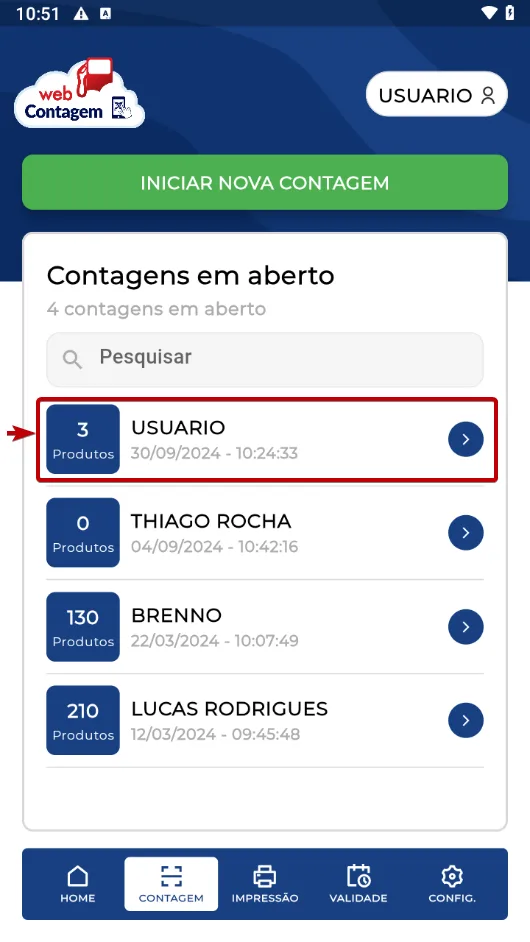 10:51
A
web
Contagem
USUARIO
INICIAR NOVA CONTAGEM
Contagens em aberto
4 contagens em aberto
Pesquisar
3
Produtos
USUARIO
30/09/2024 - 10:24:33
0
Produtos
THIAGO ROCHA
04/09/2024 - 10:42:16
130
Produtos
BRENNO
22/03/2024 - 10:07:49
210
Produtos
LUCAS RODRIGUES
12/03/2024 - 09:45:48
HOME
CONTAGEM
IMPRESSÃO
VALIDADE
CONFIG.